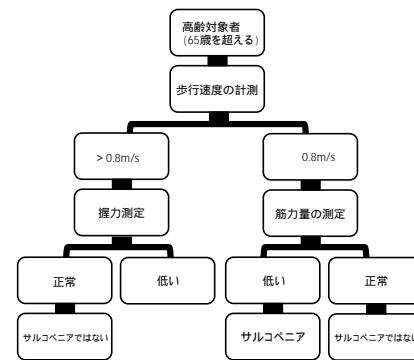 高齢対象者
(65歳を超える)
歩行速度の計測
> 0.8m/s
0.8m/s
握力測定
筋力量の測定
正常
低い
低い
正常
サルコペニアではない
サルコペニア
サルコペニアではない